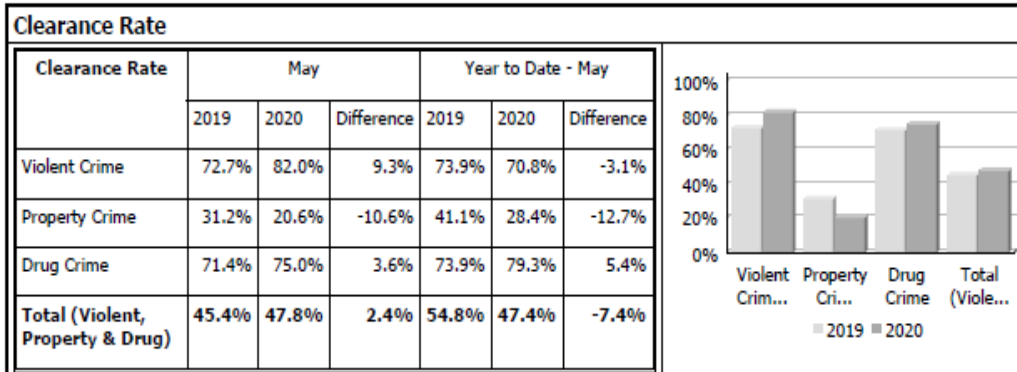 Clearance Rate
Clearance Rate May Year to Date - May
2019 2020 Difference 2019 2020 Difference
Violent Crime 72.7% 82.0% 9.3% 73.9% 70.8% -3.1%
Property Crime 31.2% 20.6% -10.6% 41.1% 28.4% -12.7%
Drug Crime 71.4% 75.0% 3.6% 73.9% 79.3% 5.4%
Total (Violent,
Property & Drug) 45.4% 47.8% 2.4% 54.8% 47.4% -7.4%
100%
80%
60%
40%
20%
0%
Violent Property Drug Total
Crim... Cri... Crime (Viole...
2019 2020